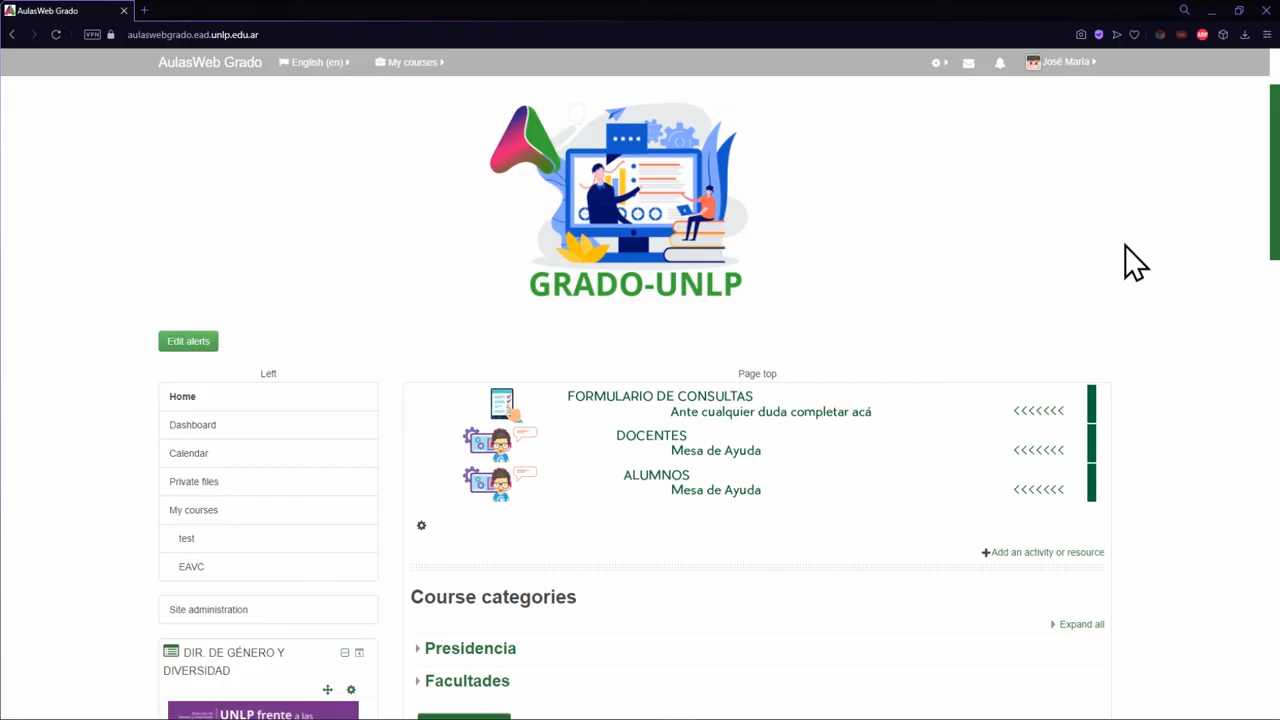 AulasWeb Grado
VPN
aulaswebgrado.ead.unlp.edu.ar
ABP
AulasWeb Grado
English (en)
My courses
José María
GRADO-UNLP
Edit alerts
Left
Page top
Home
Dashboard
Calendar
Private files
My courses
test
EAVC
Site administration
DIR. DE GÉNERO Y
DIVERSIDAD
UNLP frente a las
FORMULARIO DE CONSULTAS
Ante cualquier duda completar acá
<<<<<<<
DOCENTES
Mesa de Ayuda
<<<<<<<
ALUMNOS
Mesa de Ayuda
<<<<<<<
Add an activity or resource
Course categories
Expand all
Presidencia
Facultades